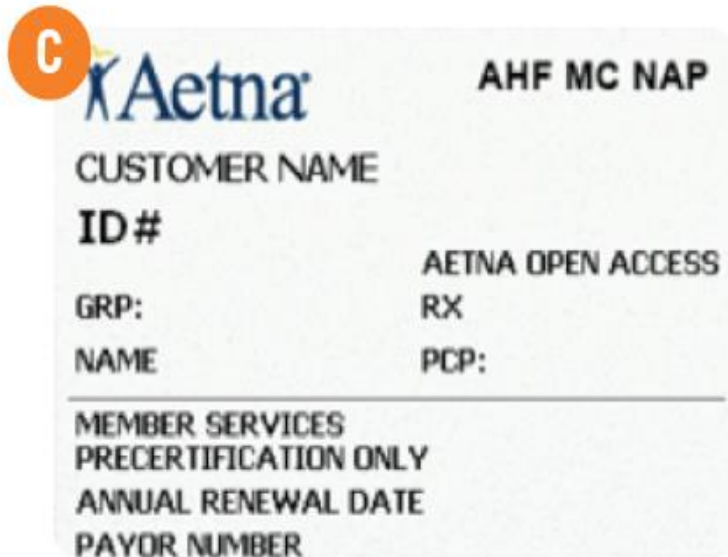 C
Aetna
AHF MC NAP
CUSTOMER NAME
ID#
AETNA OPEN ACCESS
GRP:
RX
NAME
PCP:
MEMBER SERVICES
PRECERTIFICATION ONLY
ANNUAL RENEWAL DATE
PAYOR NUMBER